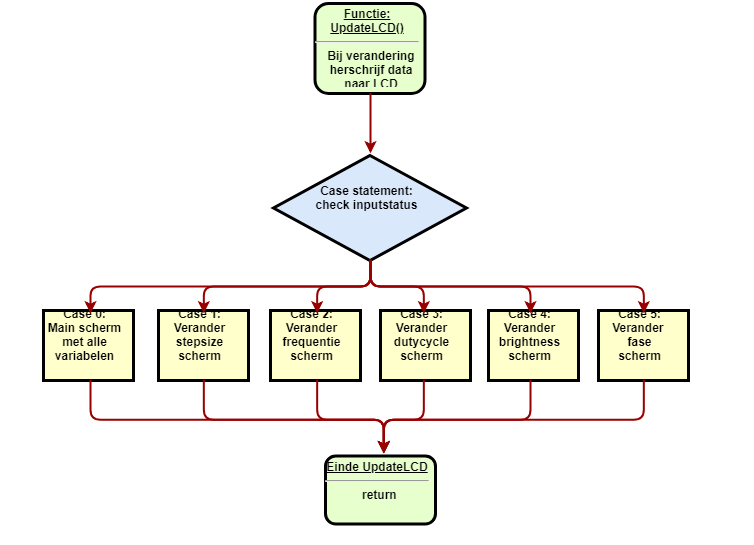 Functie:
UpdateLCD()
Bij verandering
herschrijf data
naar LCD
Case statement:
check inputstatus
Case 0:
Main scherm
met alle
variabelen
Case 1:
Verander
stepsize
scherm
Case 2:
Verander
frequentie
scherm
Case 3:
Verander
dutycycle
scherm
Case 4:
Verander
brightness
scherm
Case 5:
Verander
fase
scherm
Einde UpdateLCD
return